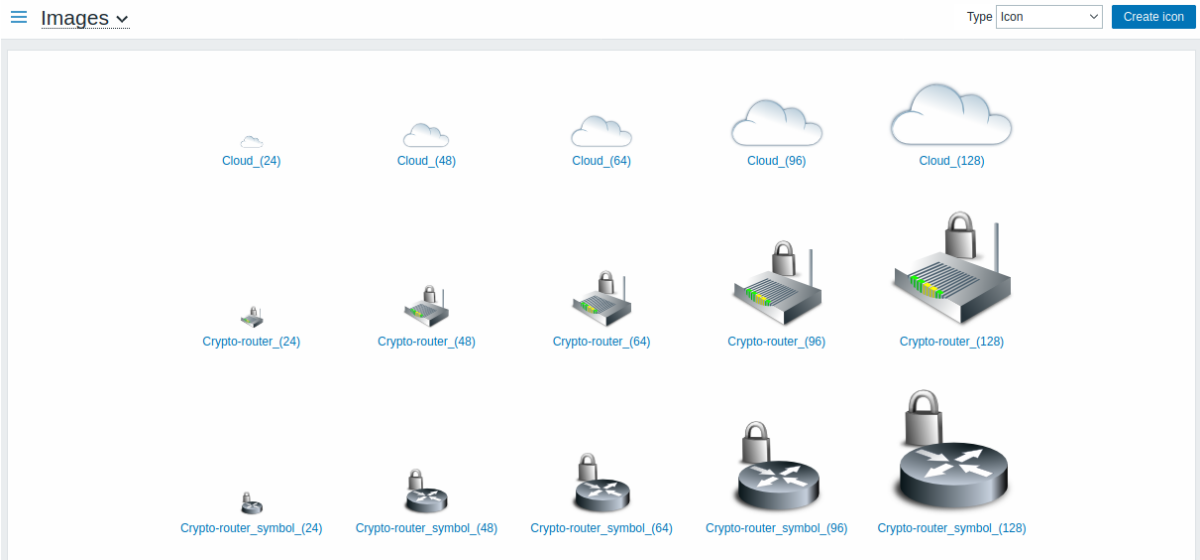 Images
Type Icon Create icon
Cloud_(24) Cloud_(48) Cloud_(64) Cloud_(96) Cloud_(128)
Crypto-router_(24) Crypto-router_(48) Crypto-router_(64) Crypto-router_(96) Crypto-router_(128)
Crypto-router_symbol_(24) Crypto-router_symbol_(48) Crypto-router_symbol_(64) Crypto-router_symbol_(96) Crypto-router_symbol_(128)